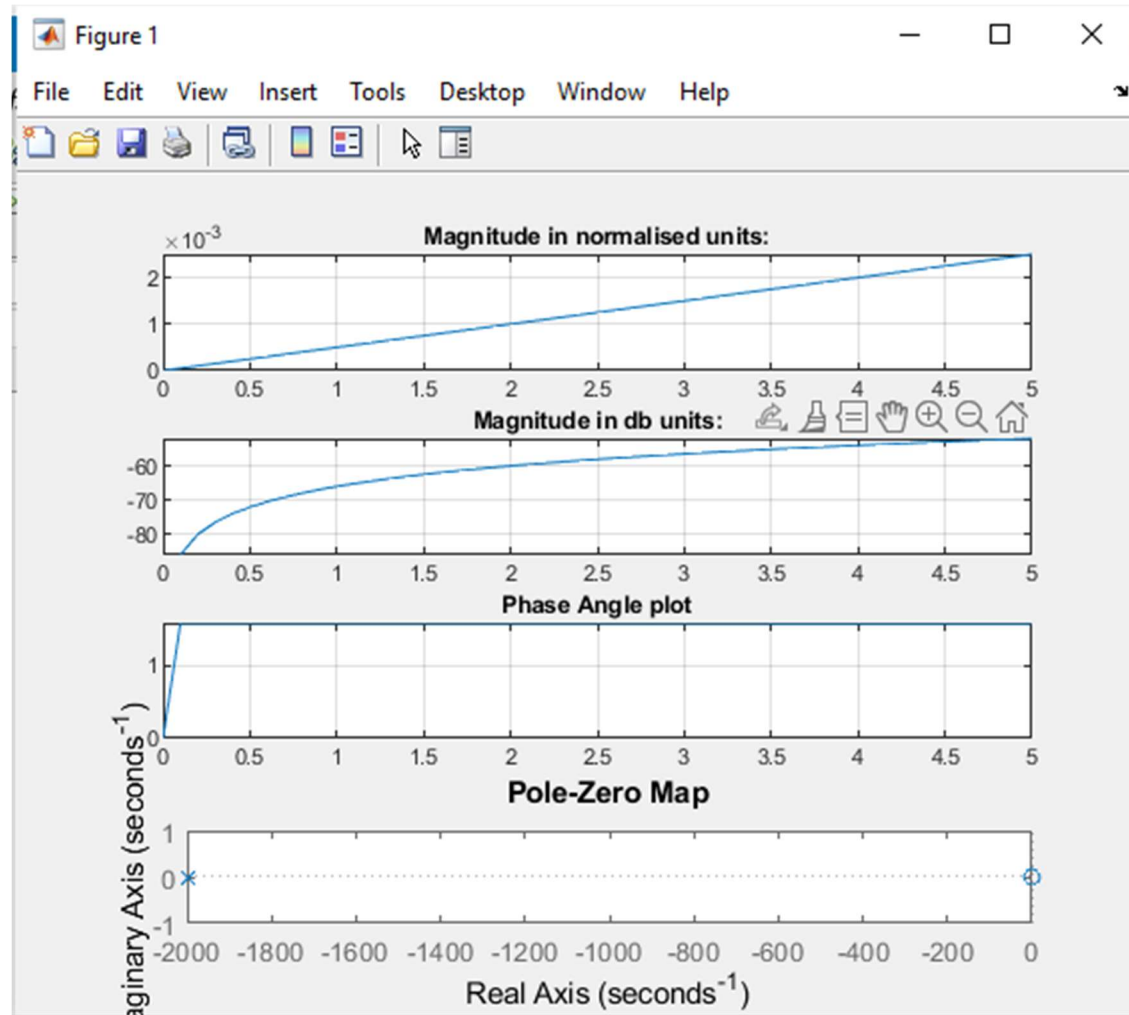 Figure 1
File Edit View Insert Tools Desktop Window Help
×10-3
Magnitude in normalised units:
2
1
0
0 0.5 1 1.5 2 2.5 3 3.5 4 4.5 5
Magnitude in db units:
-60
-70
-80
0 0.5 1 1.5 2 2.5 3 3.5 4 4.5 5
Phase Angle plot
1
0
0 0.5 1 1.5 2 2.5 3 3.5 4 4.5 5
Pole-Zero Map
aginary Axis (seconds-1)
1
0
-1
-2000 -1800 -1600 -1400 -1200 -1000 -800 -600 -400 -200 0
Real Axis (seconds-1)